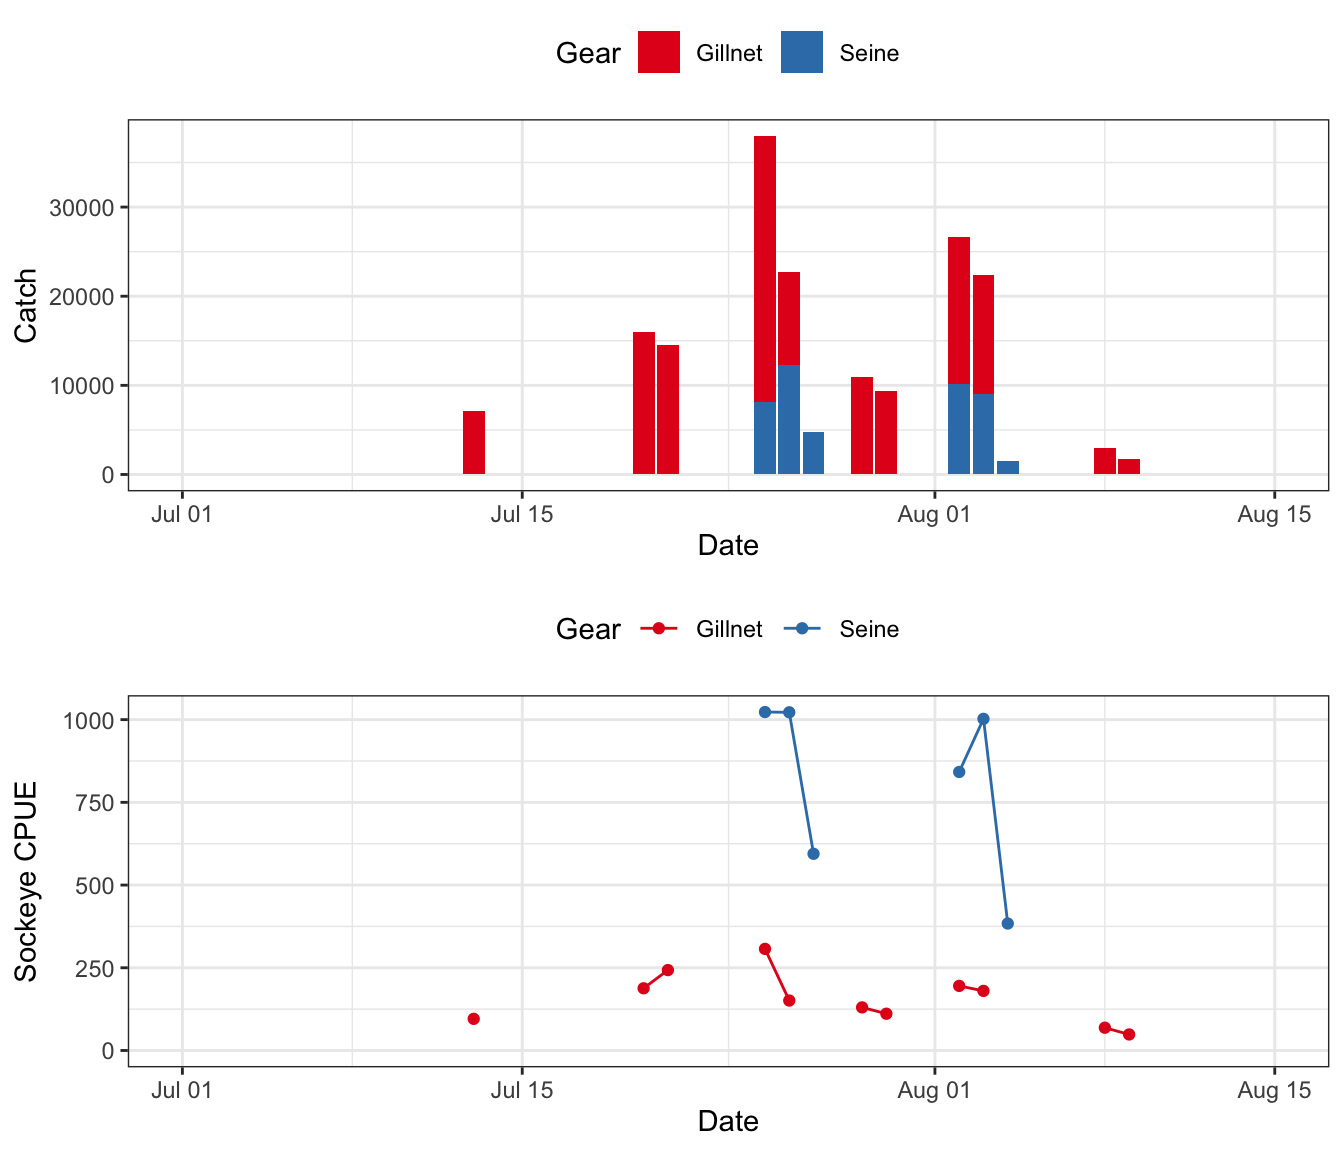 Gear Gillnet Seine
30000
20000
10000
0
Catch
Jul 01 Jul 15 Aug 01 Aug 15
Date
Gear Gillnet Seine
1000
750
500
250
0
Sockeye CPUE
Jul 01 Jul 15 Aug 01 Aug 15
Date